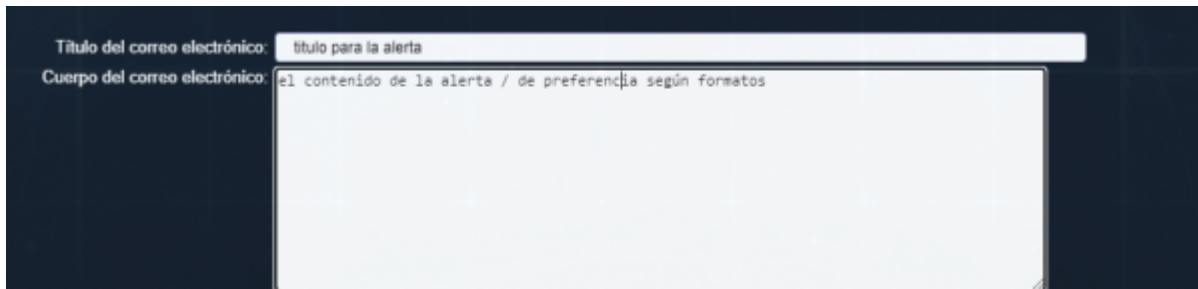 Título del correo electrónico: titulo para la alerta
Cuerpo del correo electrónico: el contenido de la alerta / de preferencia según formatos